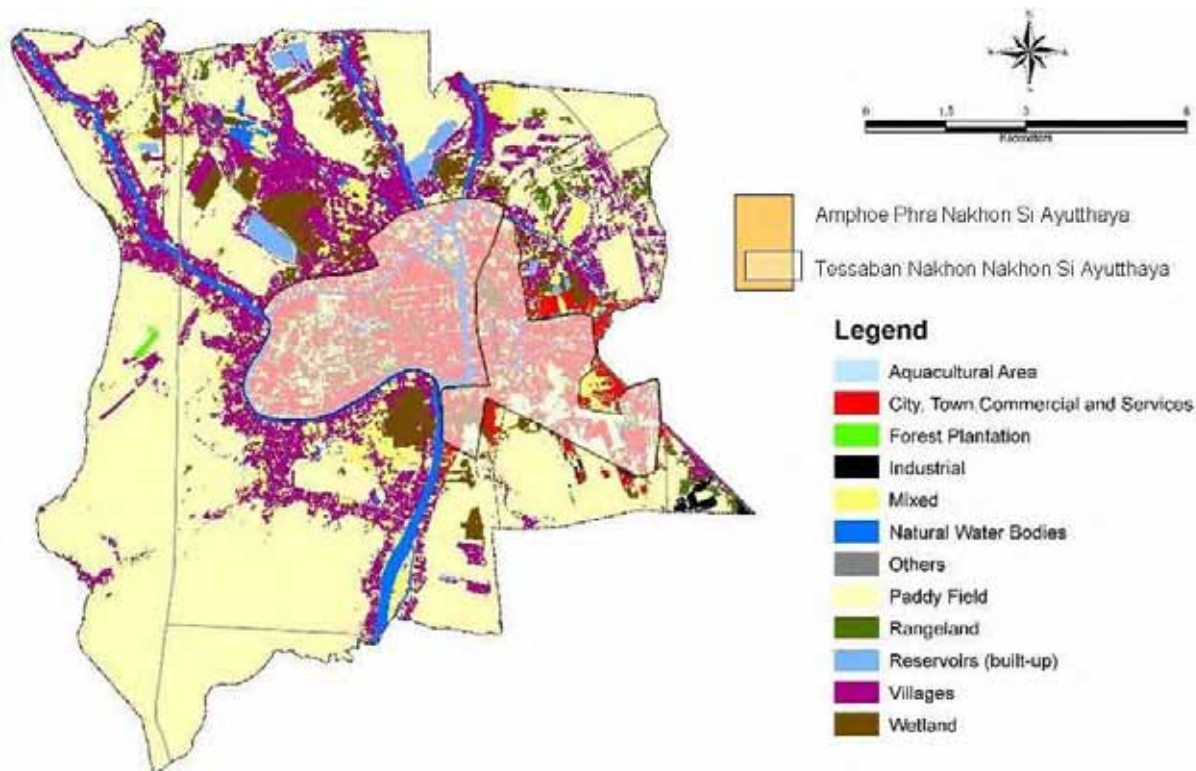 N
0 1.5 3 6
Kilometers
Amphoe Phra Nakhon Si Ayutthaya
Tessaban Nakhon Nakhon Si Ayutthaya
Legend
Aquacultural Area
City, Town,Commercial and Services
Forest Plantation
Industrial
Mixed
Natural Water Bodies
Others
Paddy Field
Rangeland
Reservoirs (built-up)
Villages
Wetland